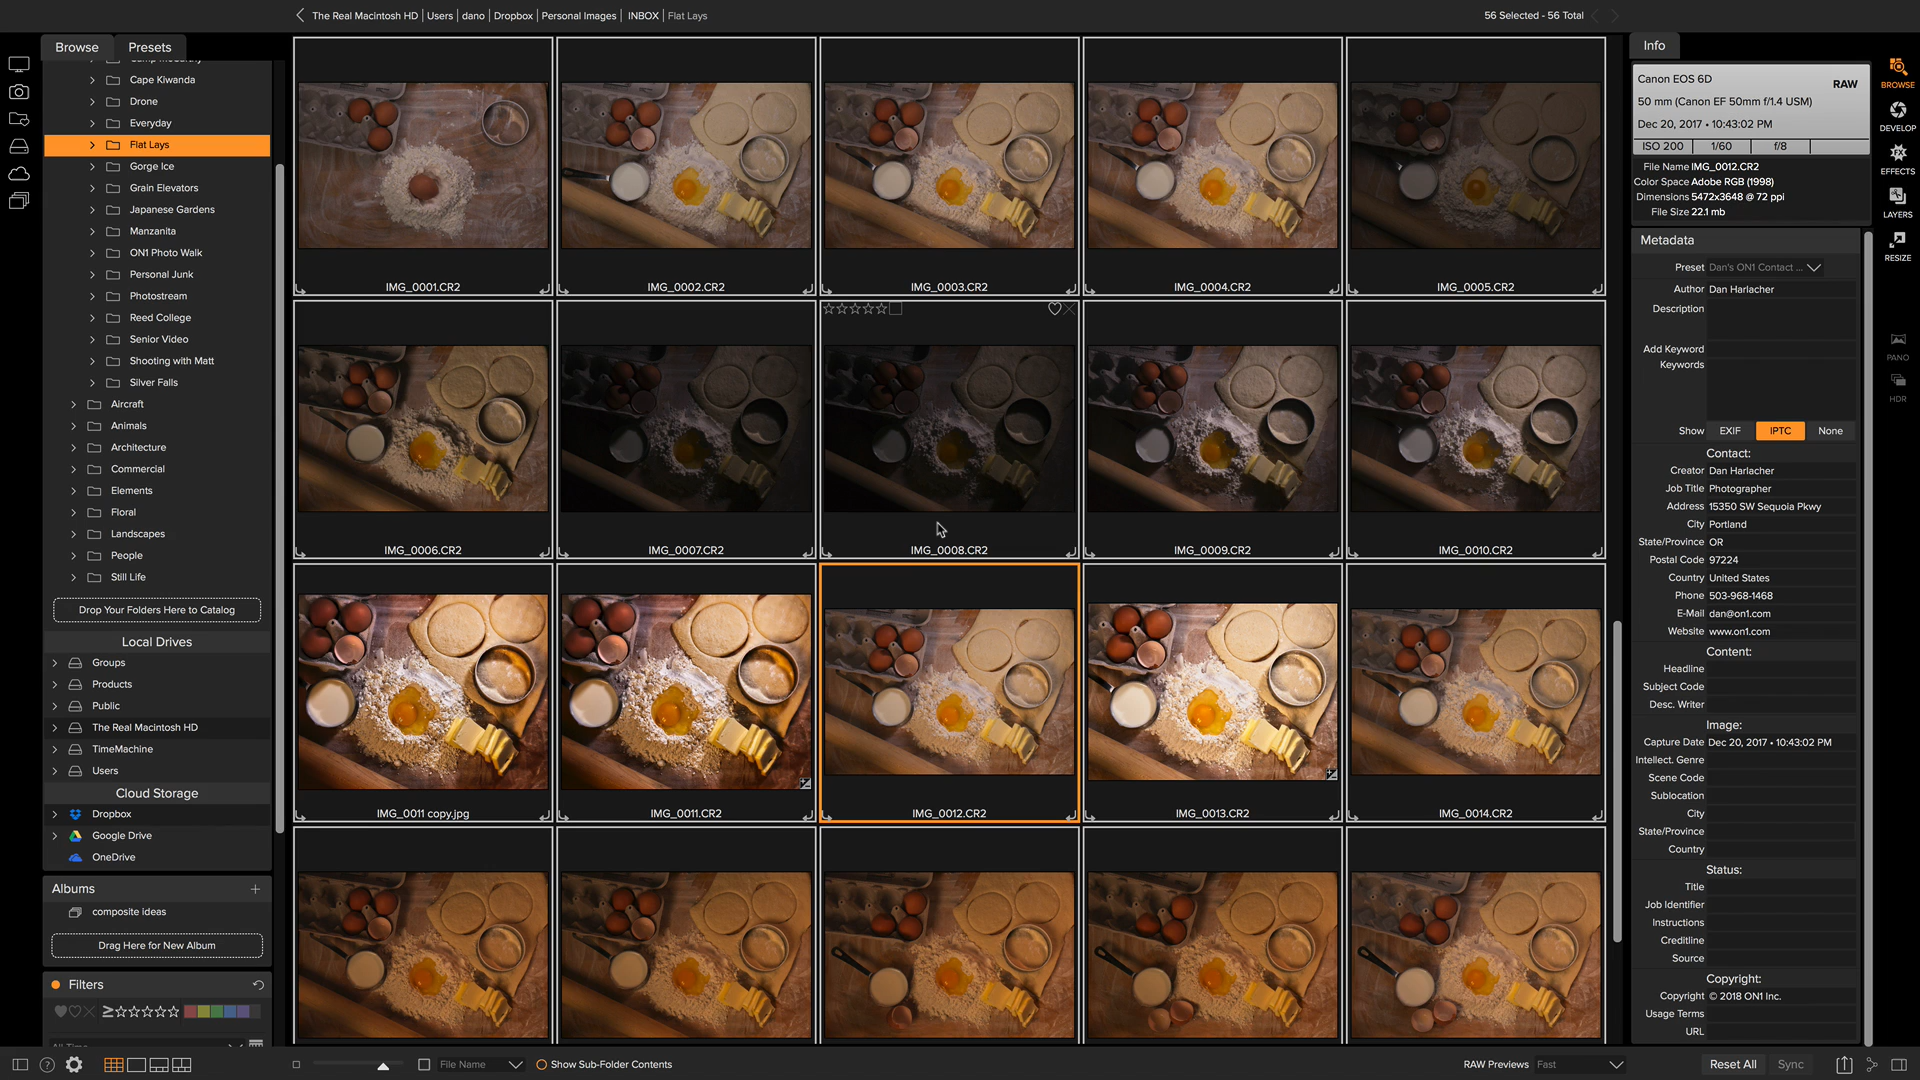 The Real Macintosh HD | Users | dano | Dropbox | Personal Images | INBOX | Flat Lays
56 Selected - 56 Total
Browse
Presets
Cape Kiwanda
Drone
Everyday
Flat Lays
Gorge Ice
Grain Elevators
Japanese Gardens
Manzanita
ON1 Photo Walk
Personal Junk
Photostream
Reed College
Senior Video
Shooting with Matt
Silver Falls
Aircraft
Animals
Architecture
Commercial
Elements
Floral
Landscapes
People
Still Life
Drop Your Folders Here to Catalog
Local Drives
Groups
Products
Public
The Real Macintosh HD
TimeMachine
Users
Cloud Storage
Dropbox
Google Drive
OneDrive
Albums
composite ideas
Drag Here for New Album
Filters
All Time
IMG_0001.CR2
IMG_0002.CR2
IMG_0003.CR2
IMG_0004.CR2
IMG_0005.CR2
IMG_0006.CR2
IMG_0007.CR2
IMG_0008.CR2
IMG_0009.CR2
IMG_0010.CR2
IMG_0011 copy.jpg
IMG_0011.CR2
IMG_0012.CR2
IMG_0013.CR2
IMG_0014.CR2
File Name
Show Sub-Folder Contents
RAW Previews Fast
Info
Canon EOS 6D
RAW
50 mm (Canon EF 50mm f/1.4 USM)
Dec 20, 2017 • 10:43:02 PM
ISO 200
1/60
f/8
File Name IMG_0012.CR2
Color Space Adobe RGB (1998)
Dimensions 5472x3648 @ 72 ppi
File Size 22.1 mb
Metadata
Preset Dan's ON1 Contact ...
Author Dan Harlacher
Description
Add Keyword
Keywords
Show EXIF IPTC None
Contact:
Creator Dan Harlacher
Job Title Photographer
Address 15350 SW Sequoia Pkwy
City Portland
State/Province OR
Postal Code 97224
Country United States
Phone 503-968-1468
E-Mail dan@on1.com
Website www.on1.com
Content:
Headline
Subject Code
Desc. Writer
Image:
Capture Date Dec 20, 2017 • 10:43:02 PM
Intellect. Genre
Scene Code
Sublocation
City
State/Province
Country
Status:
Title
Job Identifier
Instructions
Creditline
Source
Copyright:
Copyright © 2018 ON1 Inc.
Usage Terms
URL
Reset All
Sync
BROWSE
DEVELOP
FX
EFFECTS
LAYERS
RESIZE
PANO
HDR